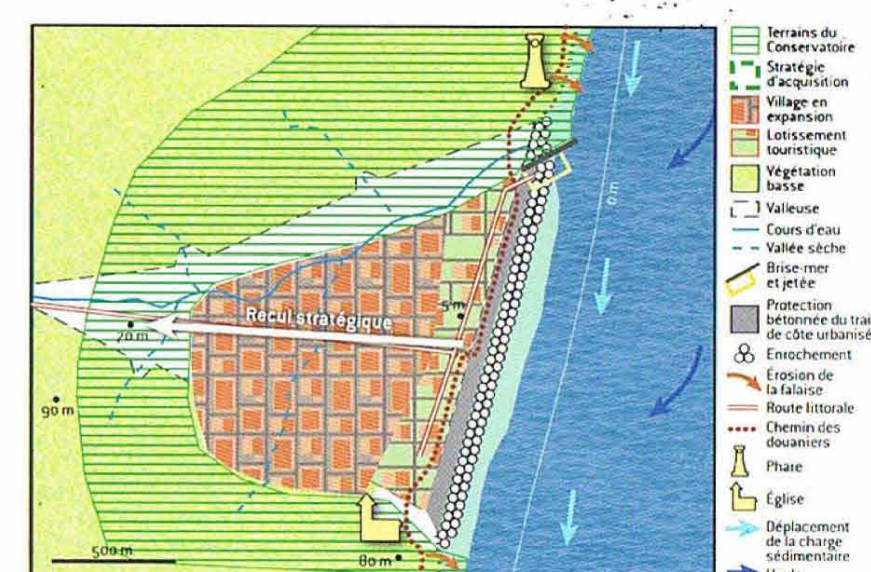 Recul stratégique
5 m
20 m
90 m
0 m
500 m
80 m
Terrains du
Conservatoire
Stratégie
d'acquisition
Village en
expansion
Lotissement
touristique
Végétation
basse
Valleuse
Cours d'eau
Vallée sèche
Brise-mer
et jetée
Protection
bétonnée du trai
de côte urbanisé
Enrochement
Érosion de
la falaise
Route littorale
Chemin des
douaniers
Phare
Église
Déplacement
de la charge
sédimentaire